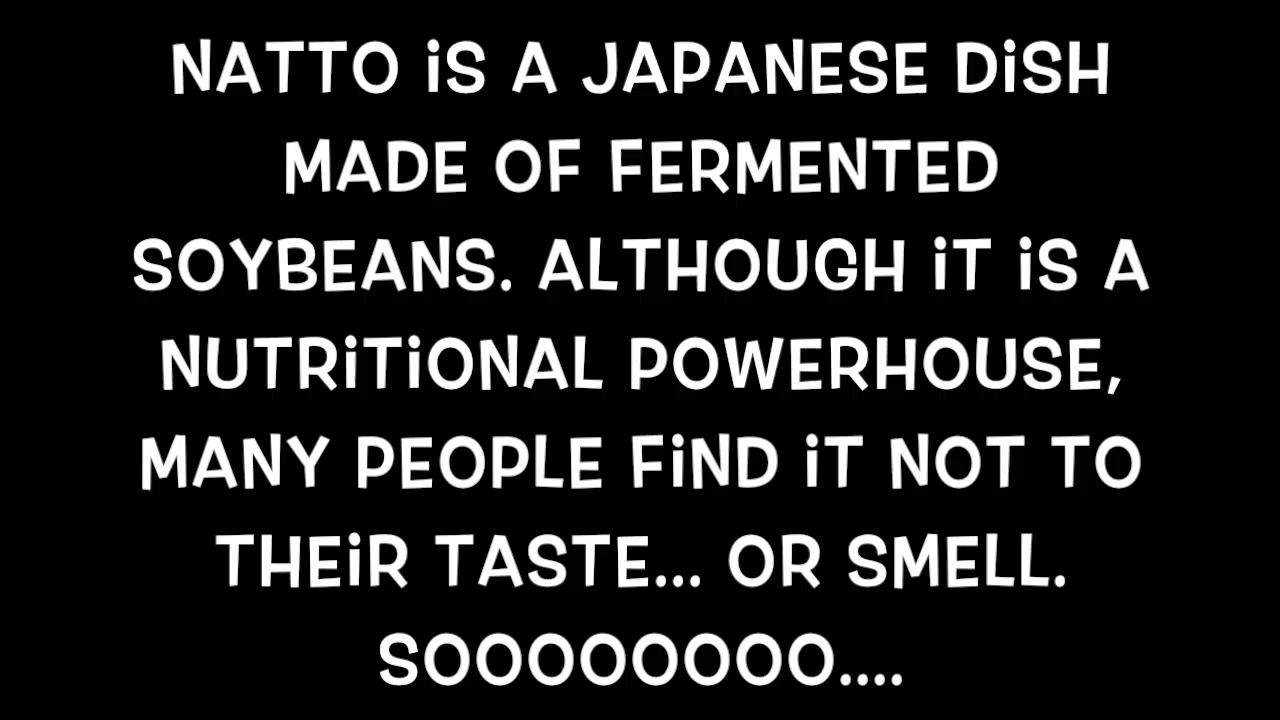 NATTO iS A JAPANESE DiSH
MADE OF FERMENTED
SOYBEANS. ALTHOUGH iT iS A
NUTRiTiONAL POWERHOUSE,
MANY PEOPLE FiND iT NOT TO
THEiR TASTE... OR SMELL.
SOOOOOOOO....